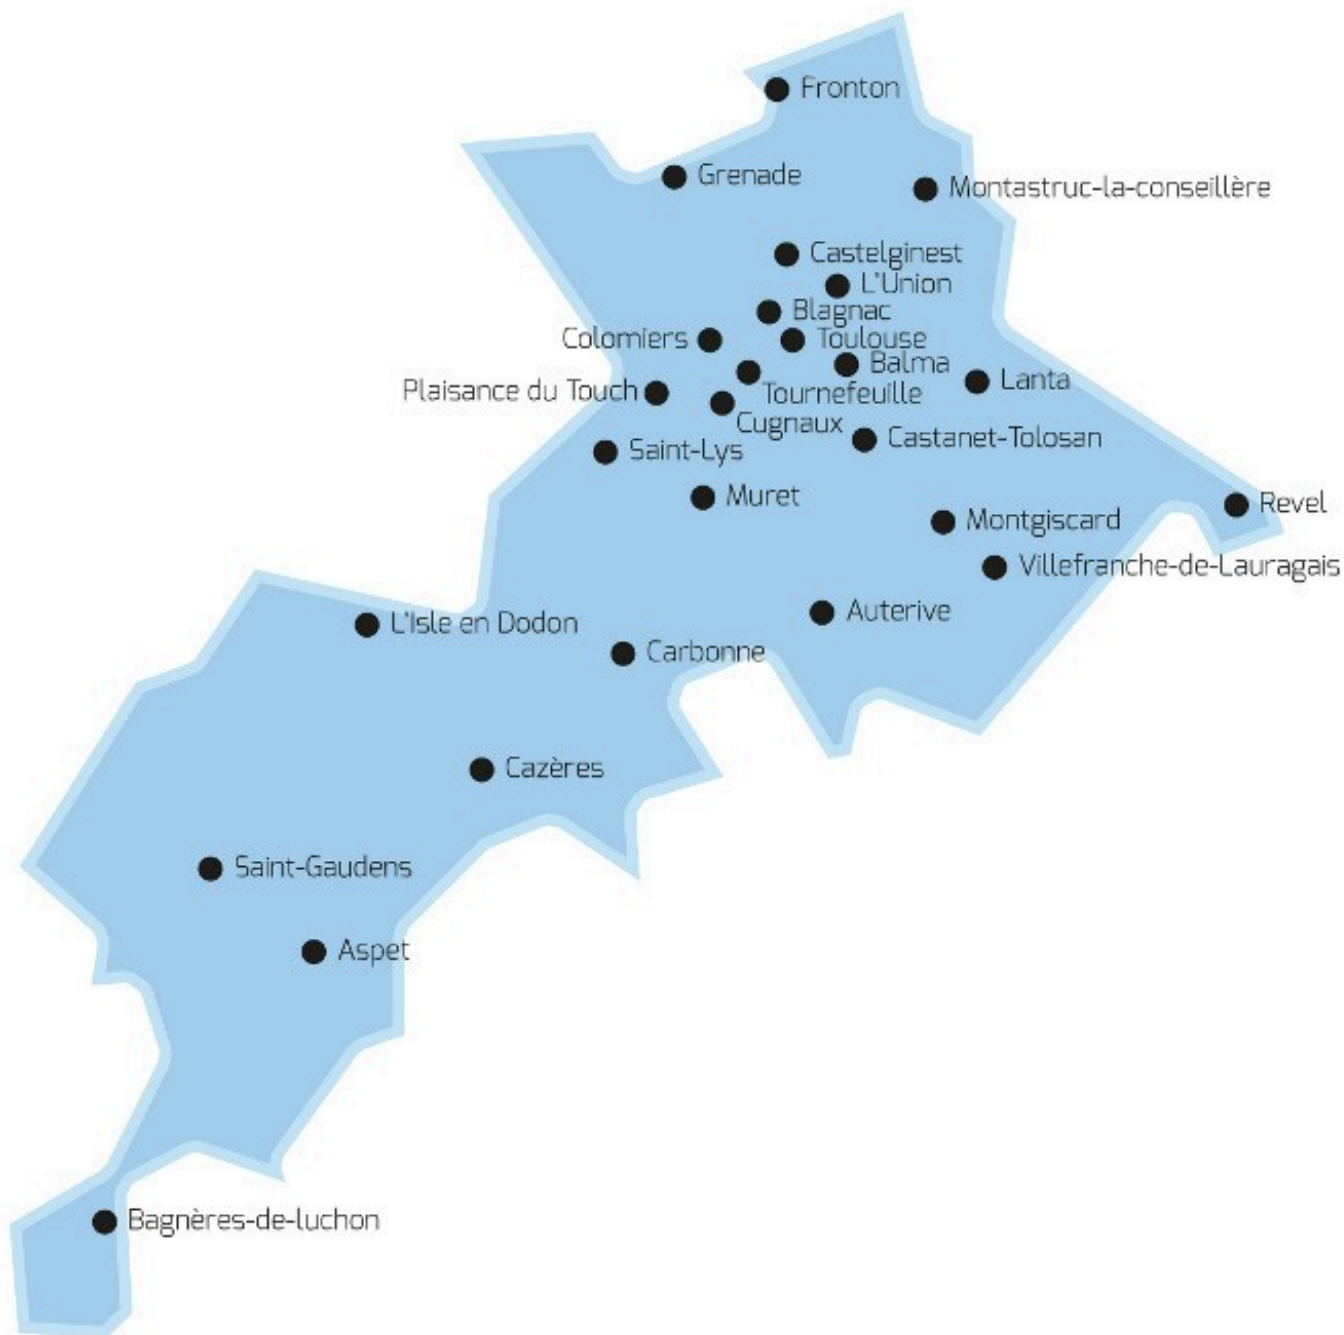 Fronton
Grenade
Montastruc-la-conseillère
Castelginest
L'Union
Blagnac
Colomiers
Toulouse
Balma
Lanta
Plaisance du Touch
Tournefeuille
Cugnaux
Castanet-Tolosan
Saint-Lys
Muret
Revel
Montgiscard
Villefranche-de-Lauragais
Auterive
L'Isle en Dodon
Carbonne
Cazères
Saint-Gaudens
Aspet
Bagnères-de-luchon